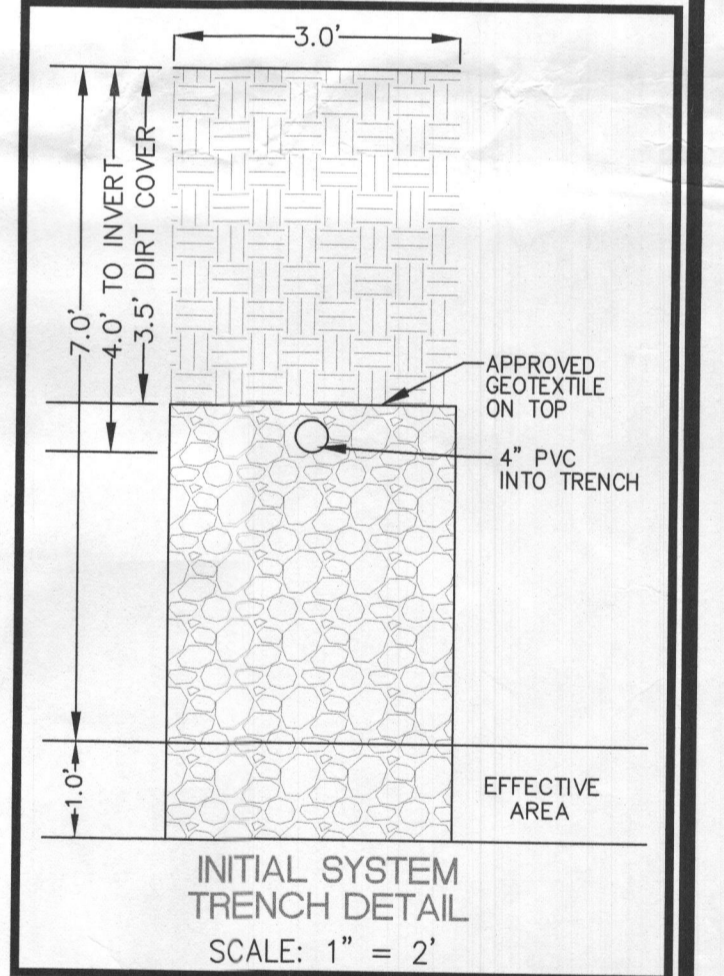 3.0'
7.0'
4.0' TO INVERT
3.5' DIRT COVER
APPROVED
GEOTEXTILE
ON TOP
4" PVC
INTO TRENCH
1.0'
EFFECTIVE
AREA
INITIAL SYSTEM
TRENCH DETAIL
SCALE: 1" = 2'